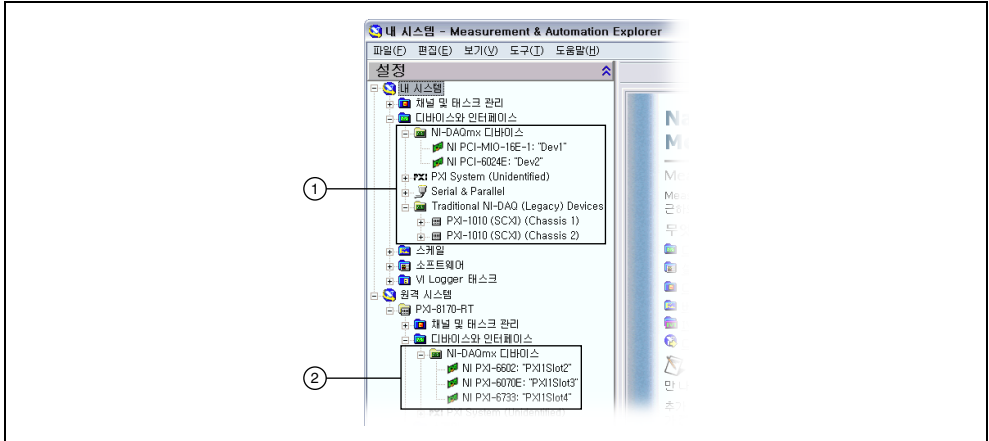 내 시스템 - Measurement & Automation Explorer
파일(F) 편집(E) 보기(V) 도구(T) 도움말(H)
설정
내 시스템
채널 및 태스크 관리
디바이스와 인터페이스
NI-DAQmx 디바이스
NI PCI-MIO-16E-1: "Dev1"
NI PCI-6024E: "Dev2"
PXI PXI System (Unidentified)
1
Serial & Parallel
Traditional NI-DAQ (Legacy) Devices
PXI-1010 (SCXI) (Chassis 1)
PXI-1010 (SCXI) (Chassis 2)
스케일
소프트웨어
VI Logger 태스크
원격 시스템
PXI-8170-RT
채널 및 태스크 관리
디바이스와 인터페이스
NI-DAQmx 디바이스
NI PXI-6602: "PXI1Slot2"
2
NI PXI-6070E: "PXI1Slot3"
NI PXI-6733: "PXI1Slot4"
PXI System (Unidentified)